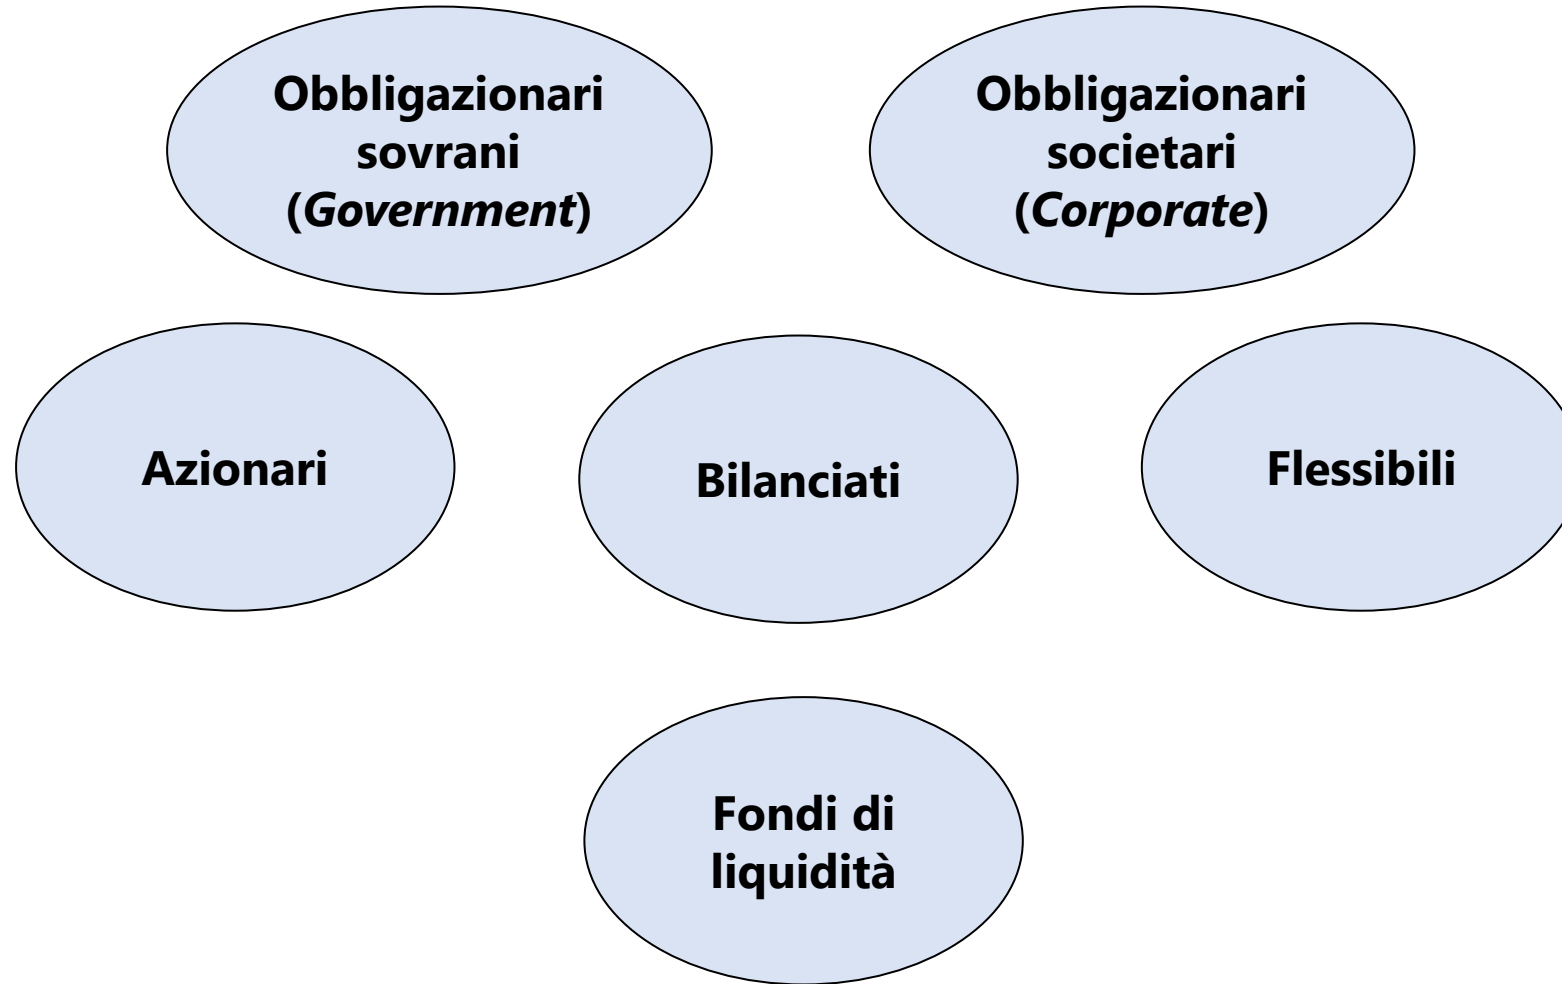 Obbligazionari
sovrani
(Government)
Obbligazionari
societari
(Corporate)
Azionari
Bilanciati
Flessibili
Fondi di
liquidità